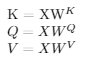 K = XW^K
Q = XW^Q
V = XW^V